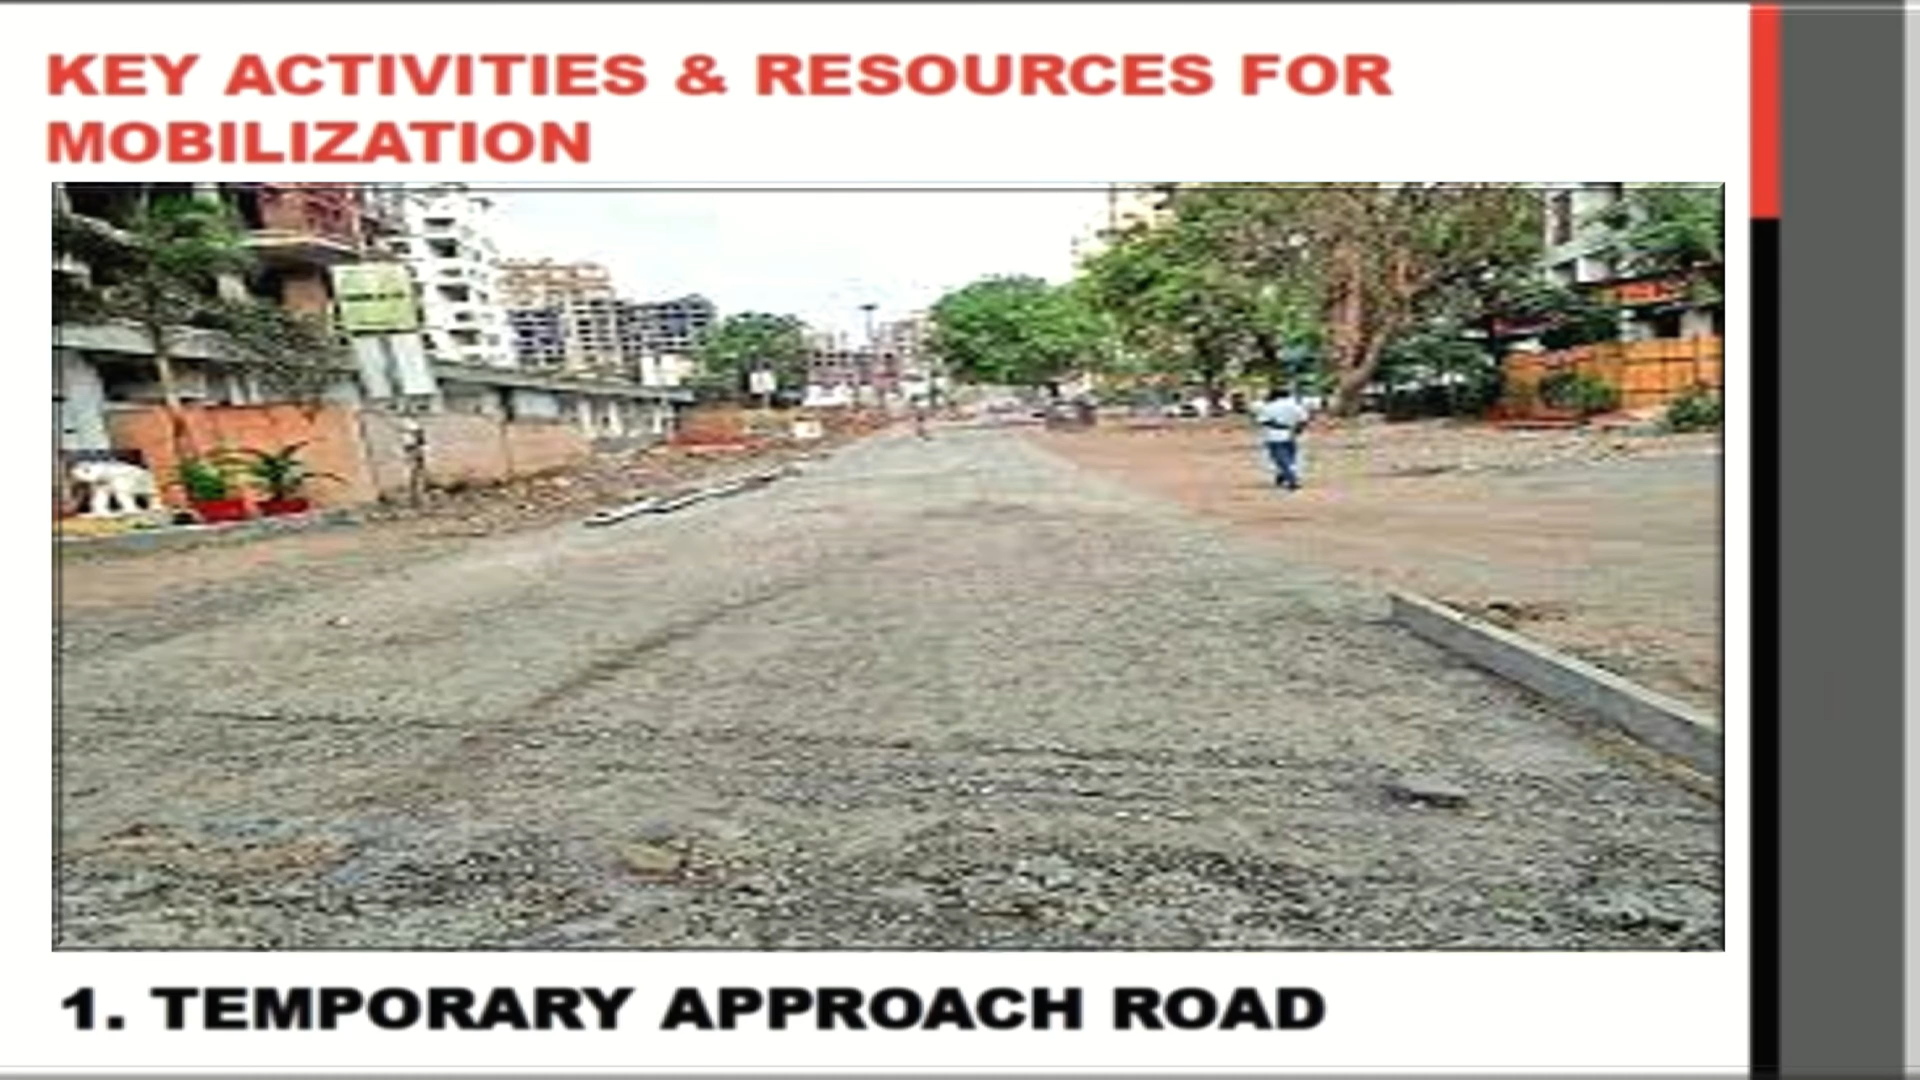 KEY ACTIVITIES & RESOURCES FOR
MOBILIZATION
1. TEMPORARY APPROACH ROAD